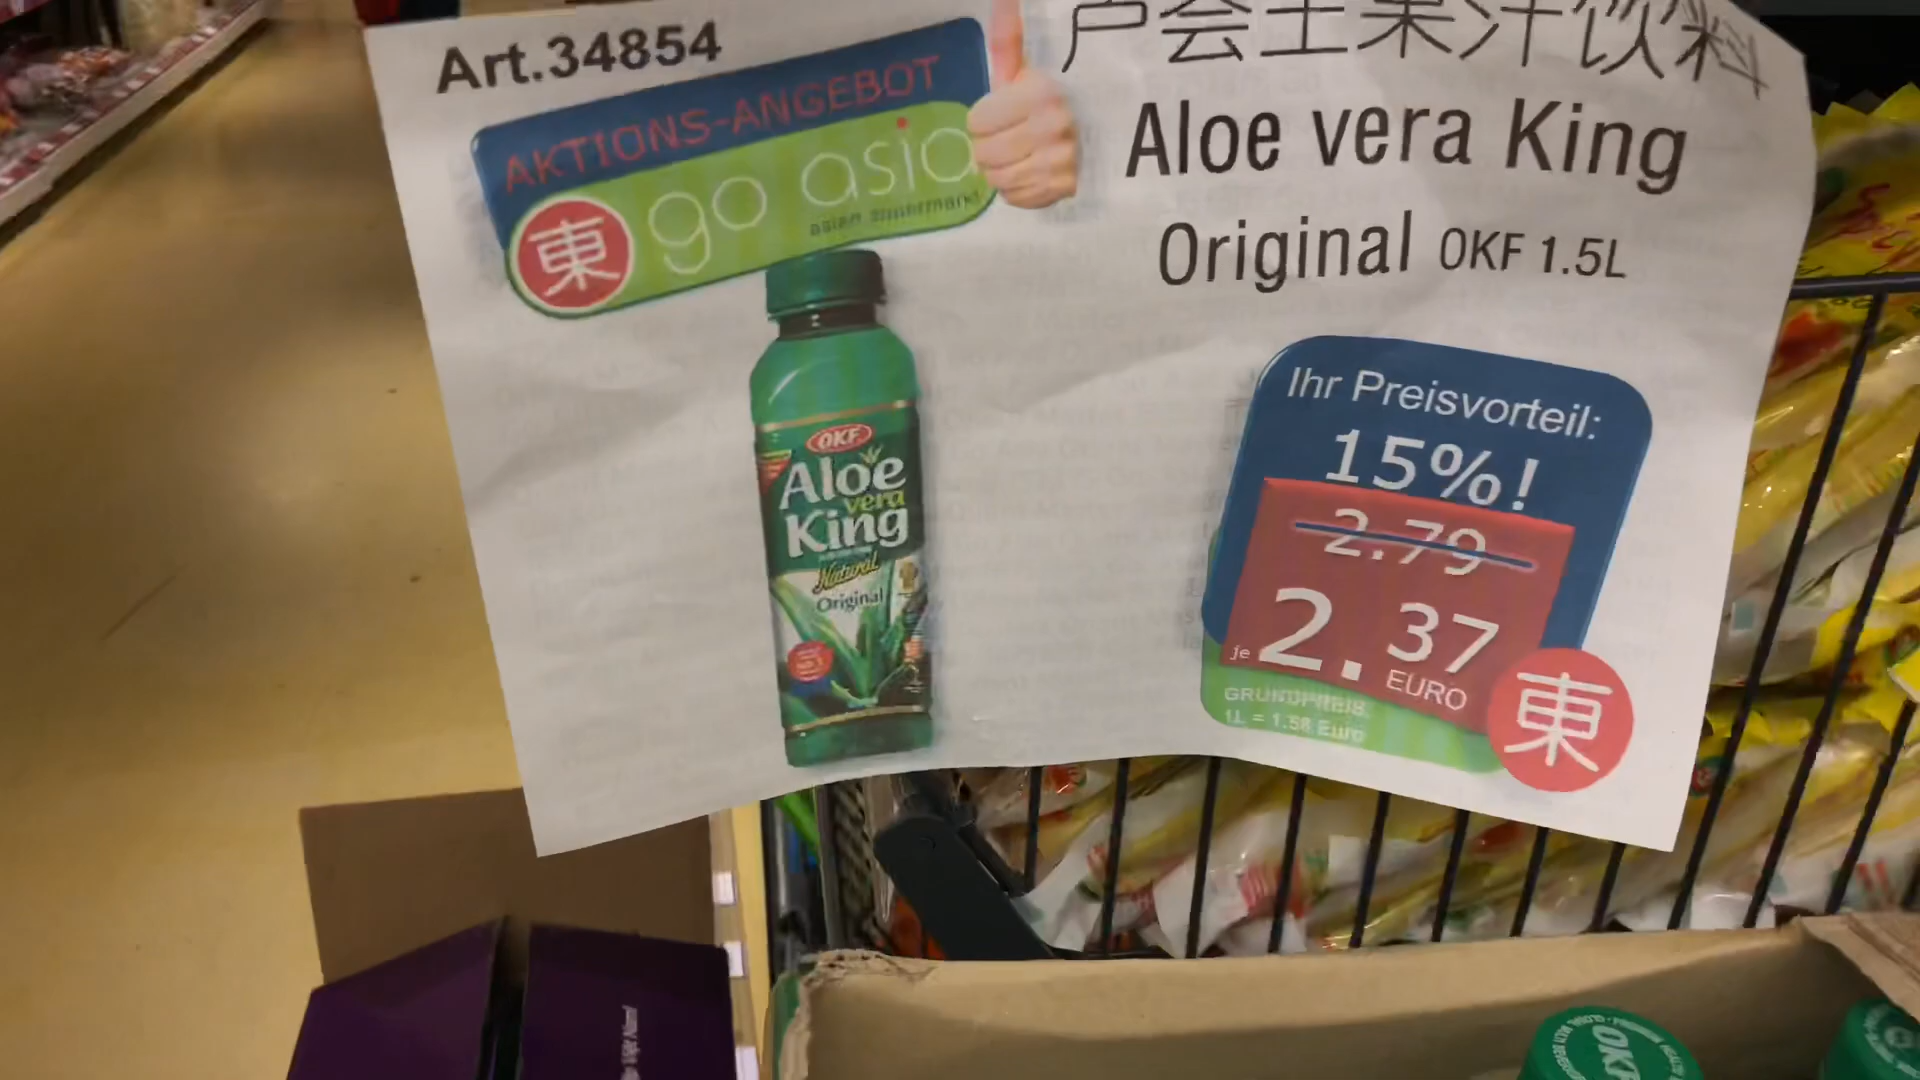 Art.34854
AKTIONS-ANGEBOT
東 go asia
asien supermarkt
芦会王果汁饮料
Aloe vera King
Original OKF 1.5L
OKF
Aloe
vera
King
Natural
Original
Ihr Preisvorteil:
15%!
2.79
je 2.37
EURO
GRUNDPREIS
1L = 1.58 Euro
東
OKF